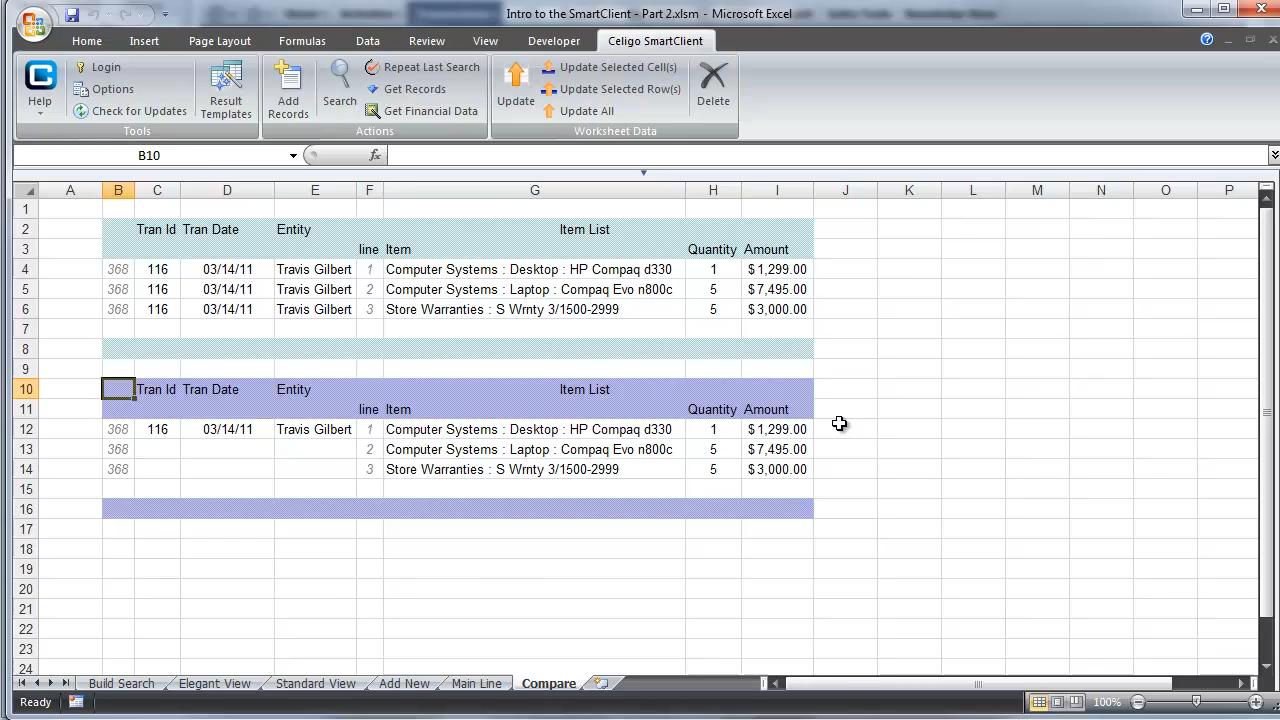 Intro to the SmartClient - Part 2.xlsm - Microsoft Excel
Home Insert Page Layout Formulas Data Review View Developer Celigo SmartClient
Help
Login
Options
Check for Updates
Result Templates
Tools
Add Records
Search
Repeat Last Search
Get Records
Get Financial Data
Actions
Update
Update Selected Cell(s)
Update Selected Row(s)
Update All
Delete
Worksheet Data
B10 fx
A B C D E F G H I J K L M N O P
1
2 Tran Id Tran Date Entity Item List
3 line Item Quantity Amount
4 368 116 03/14/11 Travis Gilbert 1 Computer Systems : Desktop : HP Compaq d330 1 $ 1,299.00
5 368 116 03/14/11 Travis Gilbert 2 Computer Systems : Laptop : Compaq Evo n800c 5 $ 7,495.00
6 368 116 03/14/11 Travis Gilbert 3 Store Warranties : S Wrnty 3/1500-2999 5 $ 3,000.00
7
8
9
10 Tran Id Tran Date Entity Item List
11 line Item Quantity Amount
12 368 116 03/14/11 Travis Gilbert 1 Computer Systems : Desktop : HP Compaq d330 1 $ 1,299.00
13 368 2 Computer Systems : Laptop : Compaq Evo n800c 5 $ 7,495.00
14 368 3 Store Warranties : S Wrnty 3/1500-2999 5 $ 3,000.00
15
16
17
18
19
20
21
22
23
24
Build Search Elegant View Standard View Add New Main Line Compare
Ready 100%